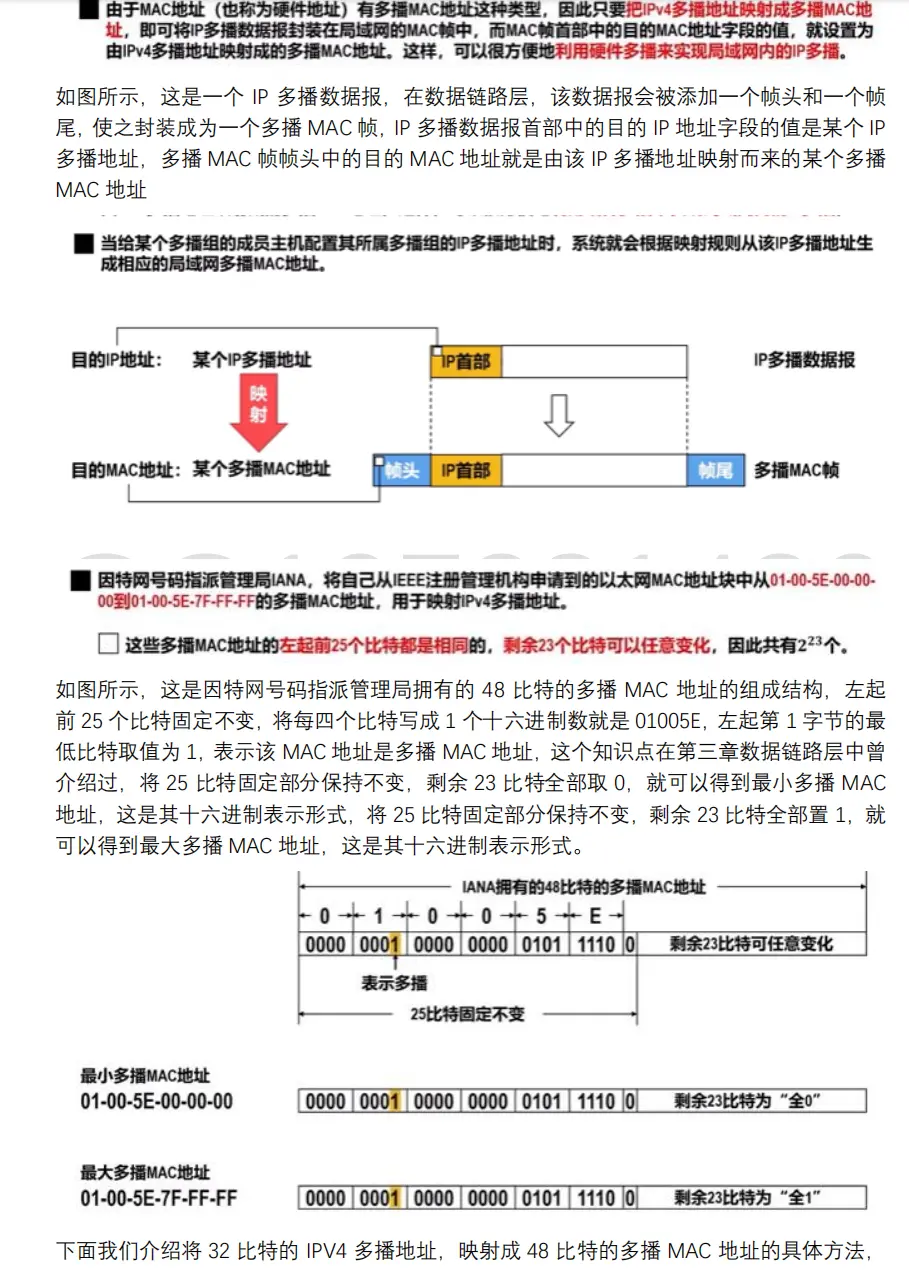 由于MAC地址（也称为硬件地址）有多播MAC地址这种类型，因此只要把IPv4多播地址映射成多播MAC地
址，即可将IP多播数据报封装在局域网的MAC帧中，而MAC帧首部中的目的MAC地址字段的值，就设置为
由IPv4多播地址映射成的多播MAC地址。这样，可以很方便地利用硬件多播来实现局域网内的IP多播。
如图所示，这是一个 IP 多播数据报，在数据链路层，该数据报会被添加一个帧头和一个帧
尾，使之封装成为一个多播 MAC 帧，IP 多播数据报首部中的目的 IP 地址字段的值是某个 IP
多播地址，多播 MAC 帧帧头中的目的 MAC 地址就是由该 IP 多播地址映射而来的某个多播
MAC 地址
当给某个多播组的成员主机配置其所属多播组的IP多播地址时，系统就会根据映射规则从该IP多播地址生
成相应的局域网多播MAC地址。
目的IP地址： 某个IP多播地址 IP首部 IP多播数据报
映
射
目的MAC地址：某个多播MAC地址 帧头 IP首部 帧尾 多播MAC帧
因特网号码指派管理局IANA，将自己从IEEE注册管理机构申请到的以太网MAC地址块中从01-00-5E-00-00-
00到01-00-5E-7F-FF-FF的多播MAC地址，用于映射IPv4多播地址。
这些多播MAC地址的左起前25个比特都是相同的，剩余23个比特可以任意变化，因此共有2²³个。
如图所示，这是因特网号码指派管理局拥有的 48 比特的多播 MAC 地址的组成结构，左起
前 25 个比特固定不变，将每四个比特写成 1 个十六进制数就是 01005E，左起第 1 字节的最
低比特取值为 1，表示该 MAC 地址是多播 MAC 地址，这个知识点在第三章数据链路层中曾
介绍过，将 25 比特固定部分保持不变，剩余 23 比特全部取 0，就可以得到最小多播 MAC
地址，这是其十六进制表示形式，将 25 比特固定部分保持不变，剩余 23 比特全部置 1，就
可以得到最大多播 MAC 地址，这是其十六进制表示形式。
IANA拥有的48比特的多播MAC地址
0 1 0 0 5 E
0000 0001 0000 0000 0101 1110 0 剩余23比特可任意变化
表示多播
25比特固定不变
最小多播MAC地址
01-00-5E-00-00-00 0000 0001 0000 0000 0101 1110 0 剩余23比特为“全0”
最大多播MAC地址
01-00-5E-7F-FF-FF 0000 0001 0000 0000 0101 1110 0 剩余23比特为“全1”
下面我们介绍将 32 比特的 IPV4 多播地址，映射成 48 比特的多播 MAC 地址的具体方法，